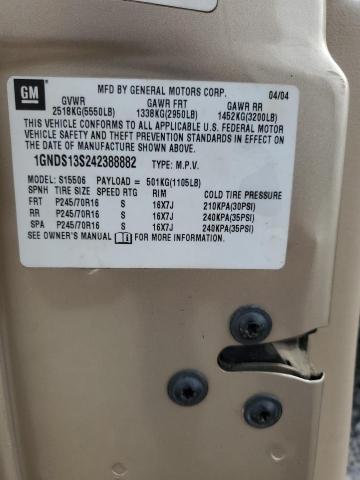 GM
MFD BY GENERAL MOTORS CORP. 04/04
GVWR GAWR FRT GAWR RR
2518KG(5550LB) 1338KG(2950LB) 1452KG(3200LB)
THIS VEHICLE CONFORMS TO ALL APPLICABLE U.S. FEDERAL MOTOR
VEHICLE SAFETY AND THEFT PREVENTION STANDARDS IN EFFECT ON
THE DATE OF MANUFACTURE SHOWN ABOVE.
1GNDS13S242388882 TYPE: M.P.V.
MODEL: S15506 PAYLOAD = 501KG(1105LB)
SPNH TIRE SIZE SPEED RTG RIM COLD TIRE PRESSURE
FRT P245/70R16 S 16X7J 210KPA(30PSI)
RR P245/70R16 S 16X7J 240KPA(35PSI)
SPA P245/70R16 S 16X7J 240KPA(35PSI)
SEE OWNER'S MANUAL FOR MORE INFORMATION.